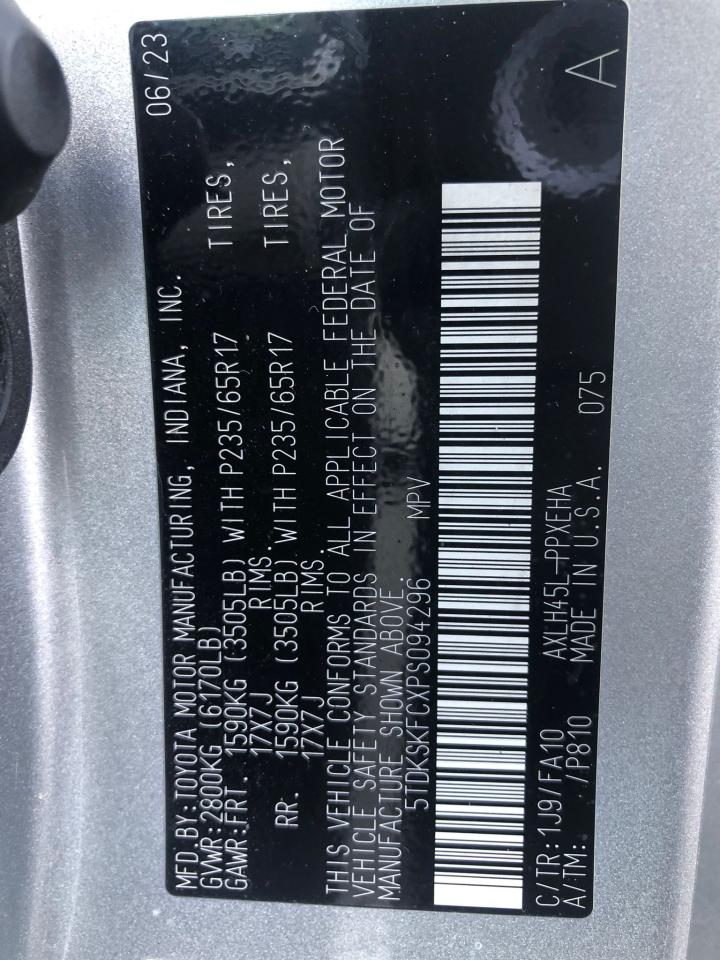 MFD.BY:TOYOTA MOTOR MANUFACTURING, INDIANA, INC. 06/23
GVWR:2800KG (6170LB)
GAWR:FRT. 1590KG (3505LB) WITH P235/65R17 TIRES,
17X7J RIMS.
RR. 1590KG (3505LB) WITH P235/65R17 TIRES,
17X7J RIMS.
THIS VEHICLE CONFORMS TO ALL APPLICABLE FEDERAL MOTOR
VEHICLE SAFETY STANDARDS IN EFFECT ON THE DATE OF
MANUFACTURE SHOWN ABOVE.
5TDKSKFCXPS094296 MPV
C/TR:1J9/FA10 AXLH45L-PPXEHA 075
A/TM: /P810 MADE IN U.S.A. A